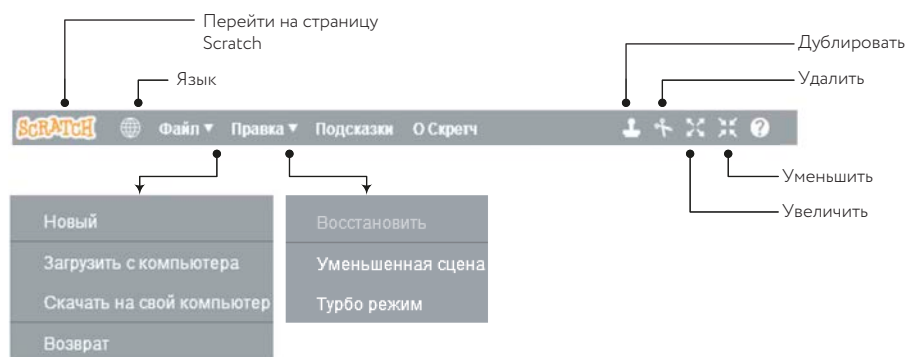 Перейти на страницу
Scratch
Язык
Дублировать
Удалить
SCRATCH Файл Правка Подсказки О Скретч ?
Уменьшить
Увеличить
Новый
Загрузить с компьютера
Скачать на свой компьютер
Возврат
Восстановить
Уменьшенная сцена
Турбо режим